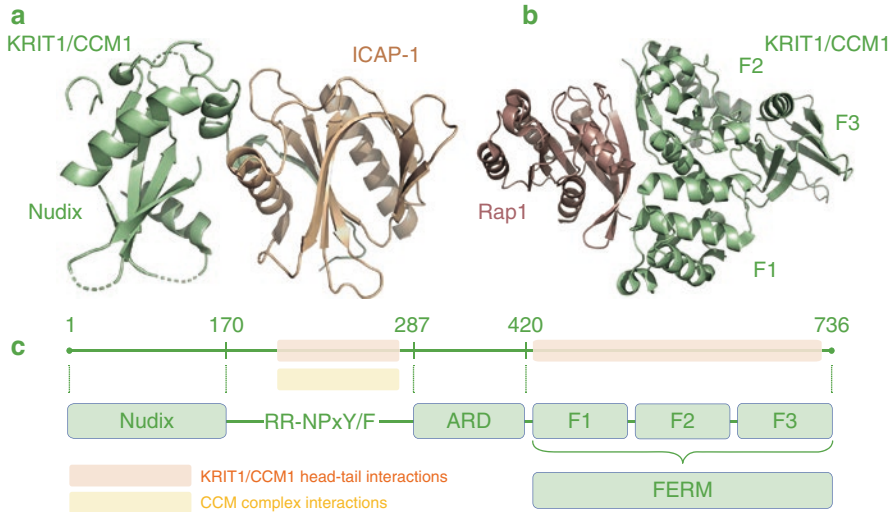 a
b
KRIT1/CCM1
ICAP-1
KRIT1/CCM1
F2
F3
Nudix
Rap1
F1
1 170 287 420 736
c
Nudix RR-NPxY/F ARD F1 F2 F3
KRIT1/CCM1 head-tail interactions
FERM
CCM complex interactions